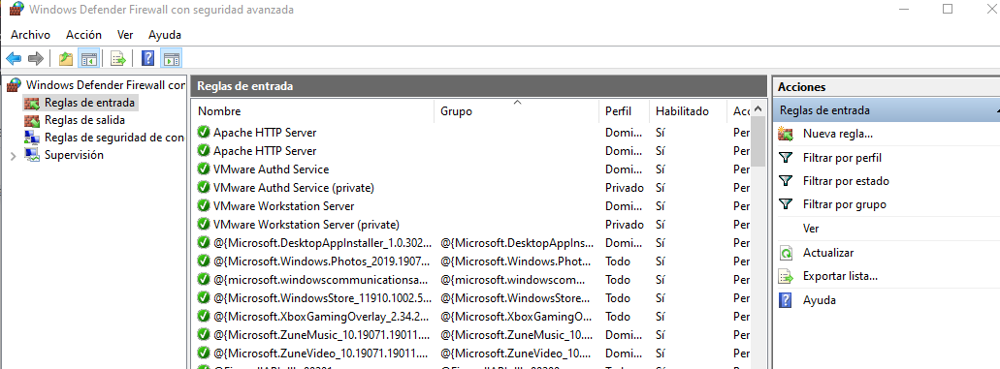 Windows Defender Firewall con seguridad avanzada
Archivo Acción Ver Ayuda
Windows Defender Firewall con
Reglas de entrada
Reglas de salida
Reglas de seguridad de con
Supervisión
Reglas de entrada
Nombre Grupo Perfil Habilitado Acc
Apache HTTP Server Domi... Sí Per
Apache HTTP Server Domi... Sí Per
VMware Authd Service Domi... Sí Per
VMware Authd Service (private) Privado Sí Per
VMware Workstation Server Domi... Sí Per
VMware Workstation Server (private) Privado Sí Per
@{Microsoft.DesktopAppInstaller_1.0.302... @{Microsoft.DesktopAppIns... Domi... Sí Per
@{Microsoft.Windows.Photos_2019.1907... @{Microsoft.Windows.Phot... Todo Sí Per
@{microsoft.windowscommunicationsa... @{microsoft.windowscom... Todo Sí Per
@{Microsoft.WindowsStore_11910.1002.5... @{Microsoft.WindowsStore... Todo Sí Per
@{Microsoft.XboxGamingOverlay_2.34.2... @{Microsoft.XboxGamingO... Todo Sí Per
@{Microsoft.ZuneMusic_10.19071.19011.... @{Microsoft.ZuneMusic_10.... Domi... Sí Per
@{Microsoft.ZuneVideo_10.19071.19011.... @{Microsoft.ZuneVideo_10.... Domi... Sí Per
Acciones
Reglas de entrada
Nueva regla...
Filtrar por perfil
Filtrar por estado
Filtrar por grupo
Ver
Actualizar
Exportar lista...
Ayuda